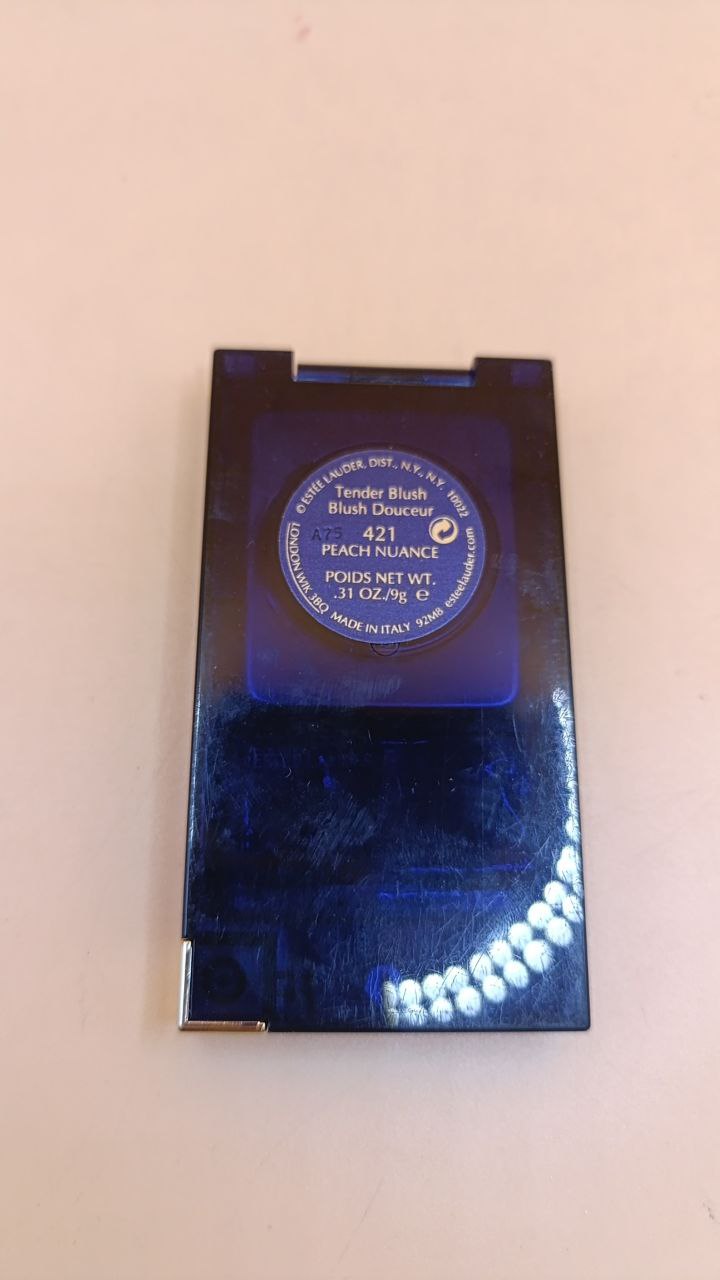 © ESTÉE LAUDER, DIST., N.Y., N.Y. 10022
Tender Blush
Blush Douceur
A75
421
PEACH NUANCE
POIDS NET WT.
.31 OZ./9g ℮
LONDON W1K 3BQ MADE IN ITALY 92M8 esteelauder.com